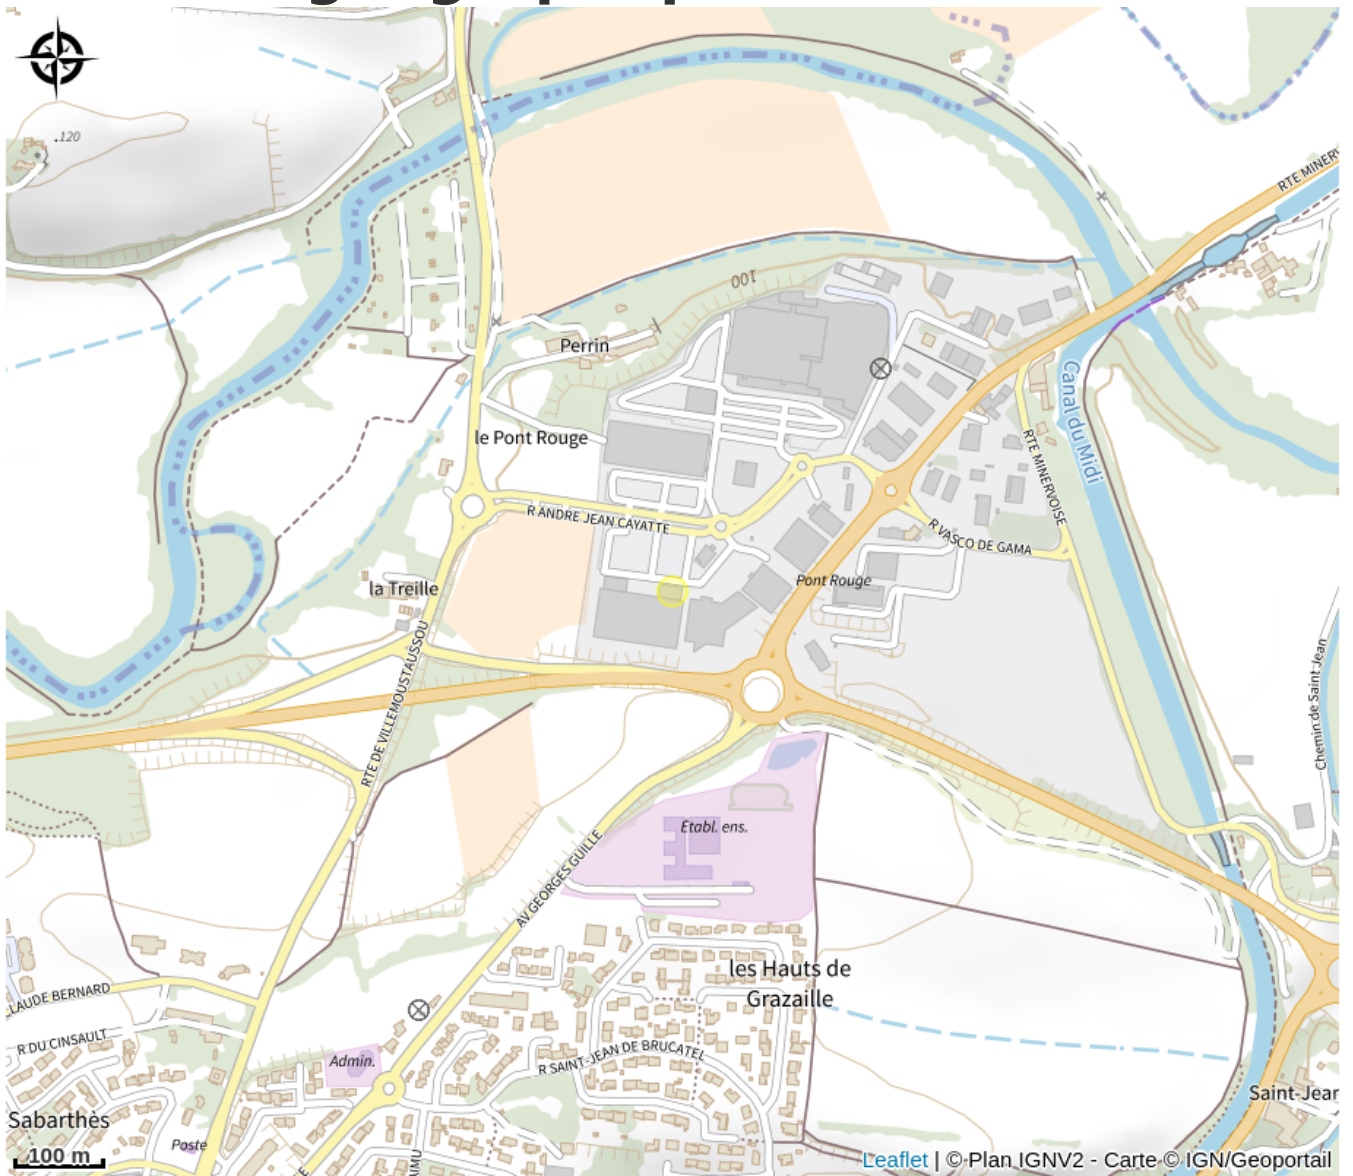 .120
RTE MINERV
100
Perrin
Canal du Midi
le Pont Rouge
RTE MINERVOISE
R ANDRE JEAN CAYATTE
R VASCO DE GAMA
Pont Rouge
la Treille
RTE DE VILLEMOUSTAUSSOU
Chemin de Saint Jean
Etabl. ens.
AV GEORGES GUILLE
les Hauts de
Grazaille
LAUDE BERNARD
R DU CINSAULT
R SAINT-JEAN DE BRUCATEL
Admin.
Saint-Jear
Sabarthès
Poste
100 m
Leaflet | © Plan IGNV2 - Carte © IGN/Geoportail